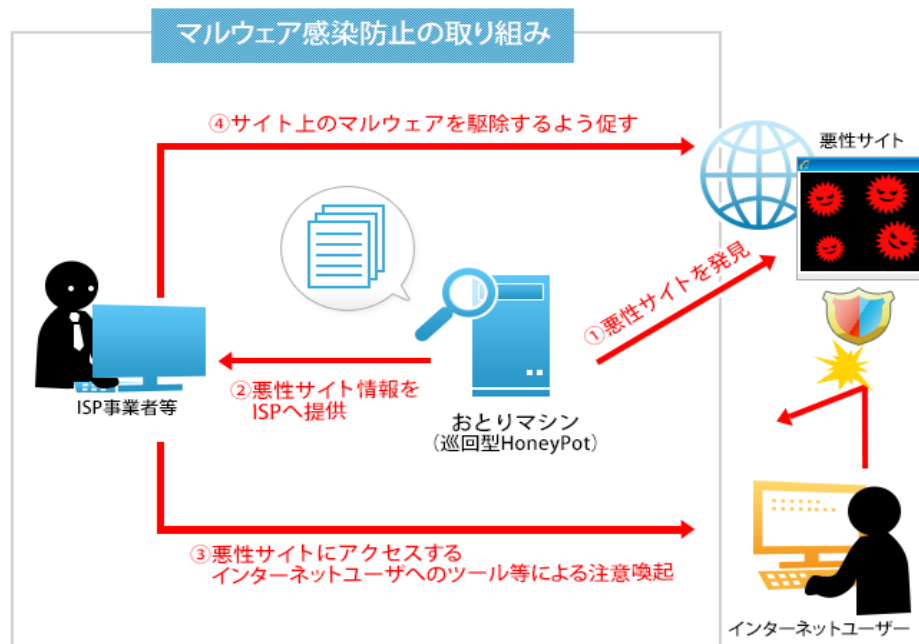 マルウェア感染防止の取り組み
④サイト上のマルウェアを駆除するよう促す
悪性サイト
①悪性サイトを発見
ISP事業者等
②悪性サイト情報を
ISPへ提供
おとりマシン
（巡回型HoneyPot）
③悪性サイトにアクセスする
インターネットユーザへのツール等による注意喚起
インターネットユーザー